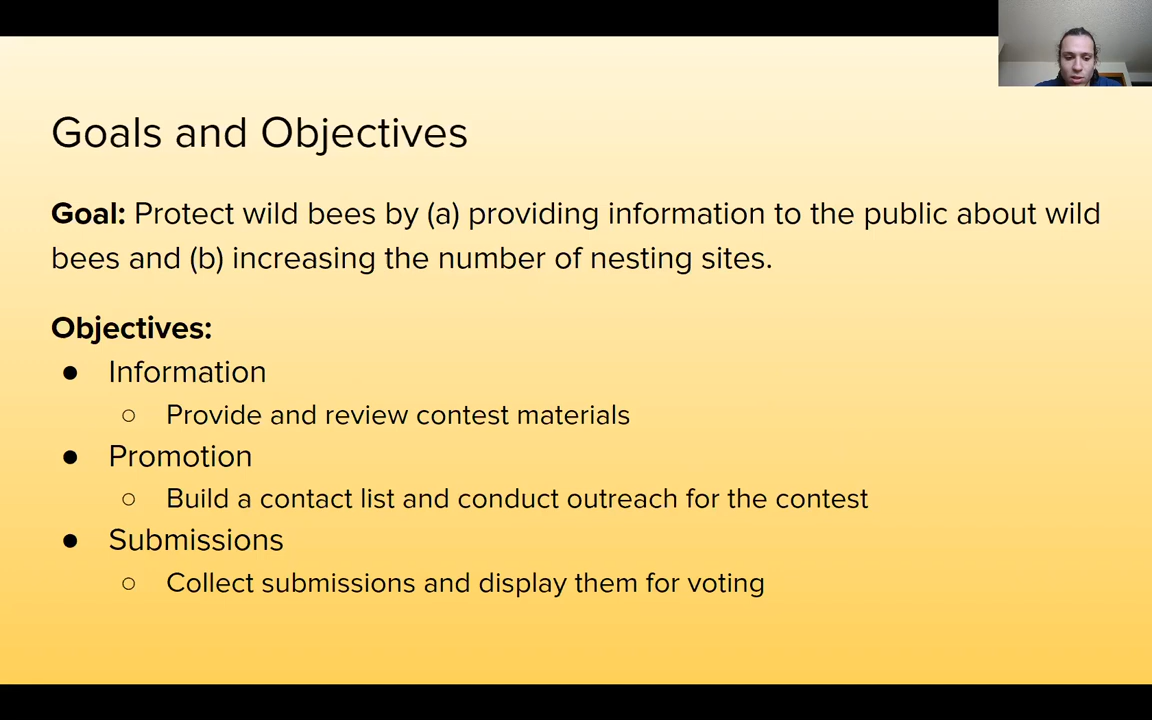 Goals and Objectives
Goal: Protect wild bees by (a) providing information to the public about wild
bees and (b) increasing the number of nesting sites.
Objectives:
● Information
○ Provide and review contest materials
● Promotion
○ Build a contact list and conduct outreach for the contest
● Submissions
○ Collect submissions and display them for voting